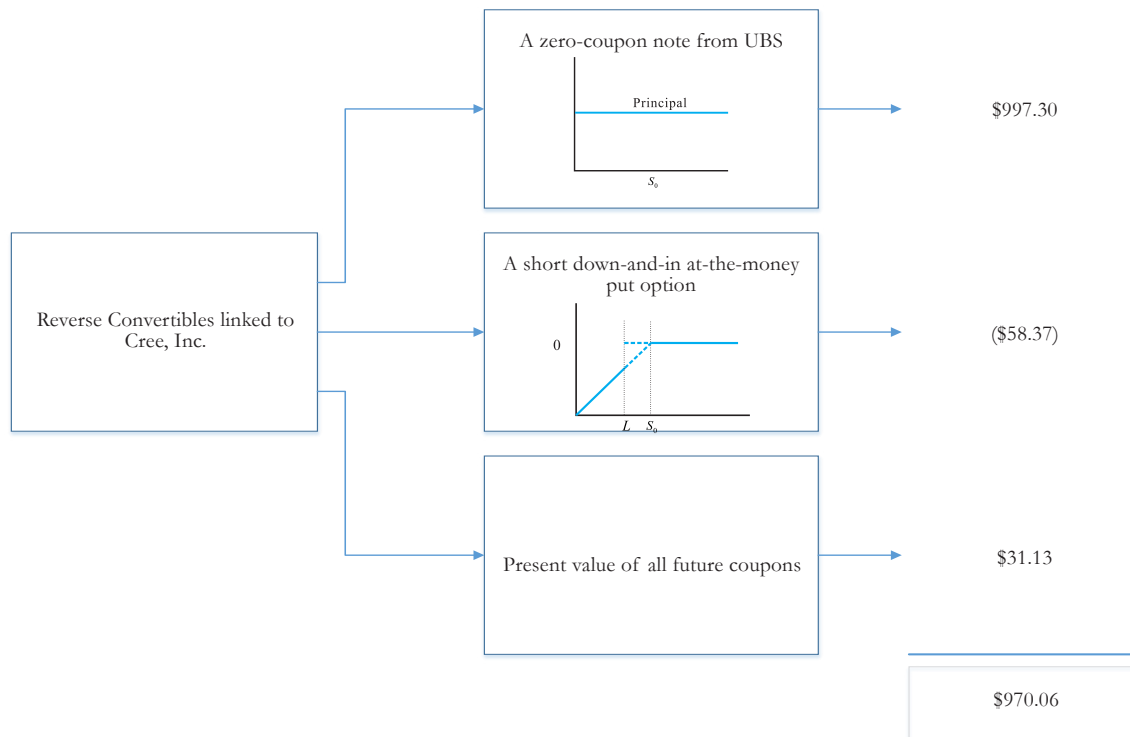 A zero-coupon note from UBS
Principal
S₀
$997.30
Reverse Convertibles linked to
Cree, Inc.
A short down-and-in at-the-money
put option
0
L S₀
($58.37)
Present value of all future coupons
$31.13
$970.06